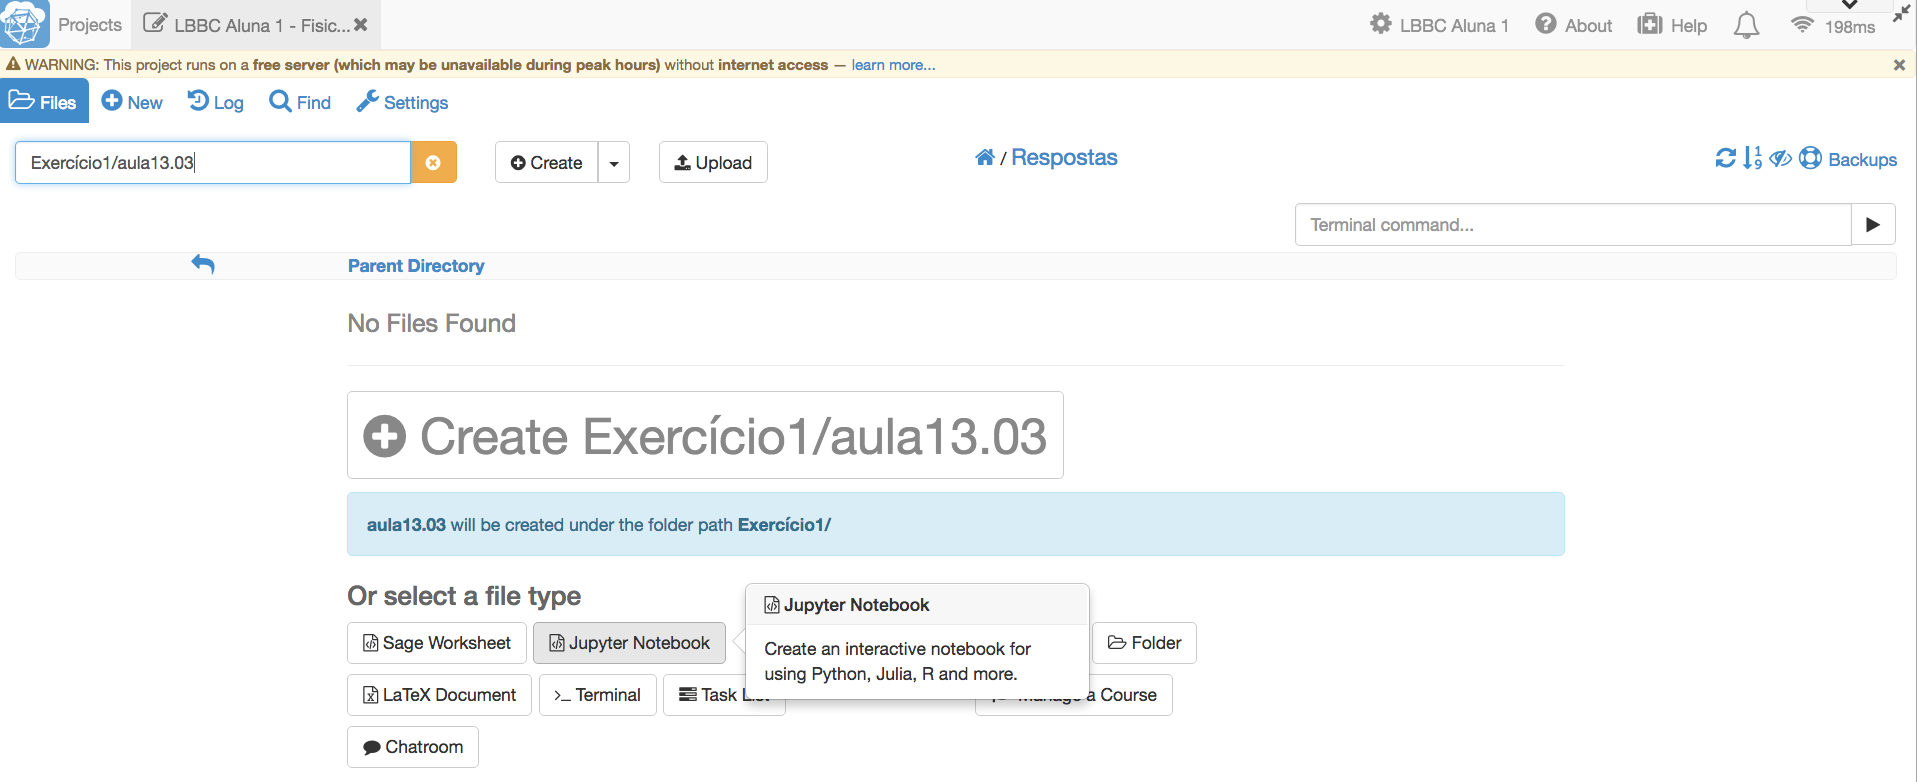 Projects
LBBC Aluna 1 - Fisic...
LBBC Aluna 1
About
Help
198ms
WARNING: This project runs on a free server (which may be unavailable during peak hours) without internet access — learn more...
Files
New
Log
Find
Settings
Exercício1/aula13.03
Create
Upload
/ Respostas
Backups
Terminal command...
Parent Directory
No Files Found
Create Exercício1/aula13.03
aula13.03 will be created under the folder path Exercício1/
Or select a file type
Sage Worksheet
Jupyter Notebook
Jupyter Notebook
Create an interactive notebook for
using Python, Julia, R and more.
Folder
LaTeX Document
Terminal
Task List
Manage a Course
Chatroom